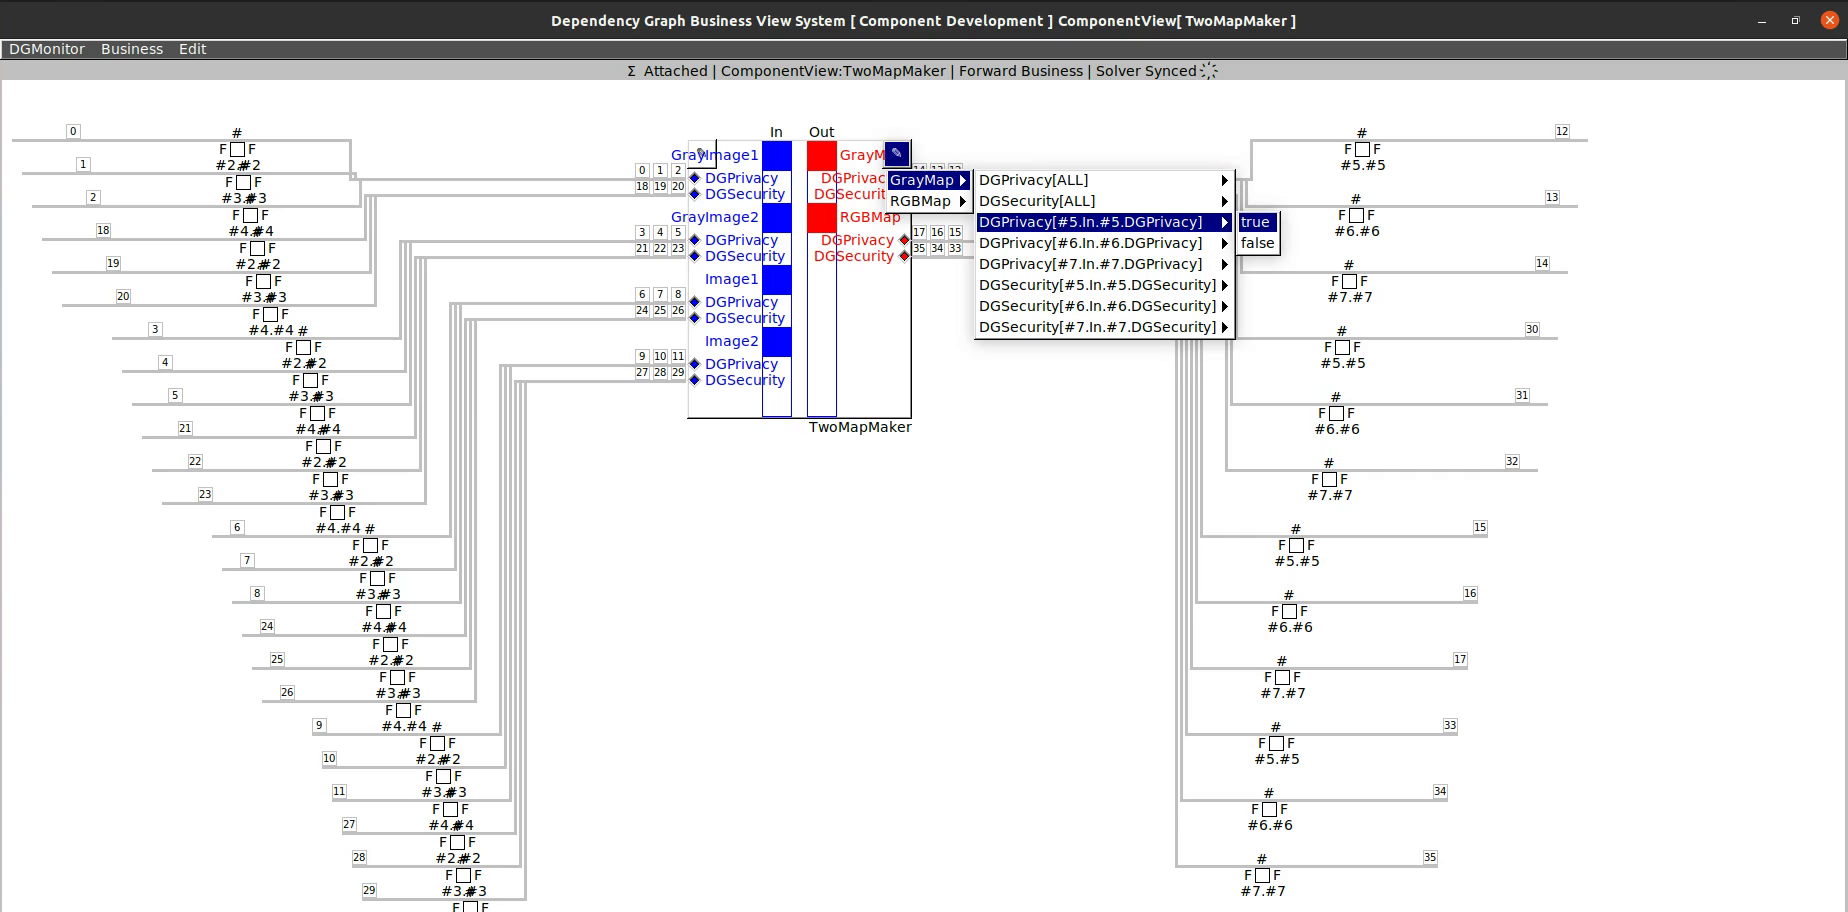 Dependency Graph Business View System [ Component Development ] ComponentView[ TwoMapMaker ]
DGMonitor Business Edit
Σ Attached | ComponentView:TwoMapMaker | Forward Business | Solver Synced
In Out
GrayImage1
DGPrivacy
DGSecurity
GrayImage2
DGPrivacy
DGSecurity
Image1
DGPrivacy
DGSecurity
Image2
DGPrivacy
DGSecurity
0 1 2
18 19 20
3 4 5
21 22 23
6 7 8
24 25 26
9 10 11
27 28 29
RGBMap
DGPrivacy
DGSecurity
17 16 15
35 34 33
TwoMapMaker
GrayMap
RGBMap
DGPrivacy[ALL]
DGSecurity[ALL]
DGPrivacy[#5.In.#5.DGPrivacy]
DGPrivacy[#6.In.#6.DGPrivacy]
DGPrivacy[#7.In.#7.DGPrivacy]
DGSecurity[#5.In.#5.DGSecurity]
DGSecurity[#6.In.#6.DGSecurity]
DGSecurity[#7.In.#7.DGSecurity]
true
false
0
#
F F
#2.#2
1
F F
#3.#3
2
F F
#4.#4
18
F F
#2.#2
19
F F
#3.#3
20
F F
#4.#4
3
#
F F
#2.#2
4
F F
#3.#3
5
F F
#4.#4
21
F F
#2.#2
22
F F
#3.#3
23
F F
#4.#4
6
#
F F
#2.#2
7
F F
#3.#3
8
F F
#4.#4
24
F F
#2.#2
25
F F
#3.#3
26
F F
#4.#4
9
#
F F
#2.#2
10
F F
#3.#3
11
F F
#4.#4
27
F F
#2.#2
28
F F
#3.#3
29
F F
12
#
F F
#5.#5
13
#
F F
#6.#6
14
#
F F
#7.#7
30
#
F F
#5.#5
31
#
F F
#6.#6
32
#
F F
#7.#7
15
#
F F
#5.#5
16
#
F F
#6.#6
17
#
F F
#7.#7
33
#
F F
#5.#5
34
#
F F
#6.#6
35
#
F F
#7.#7